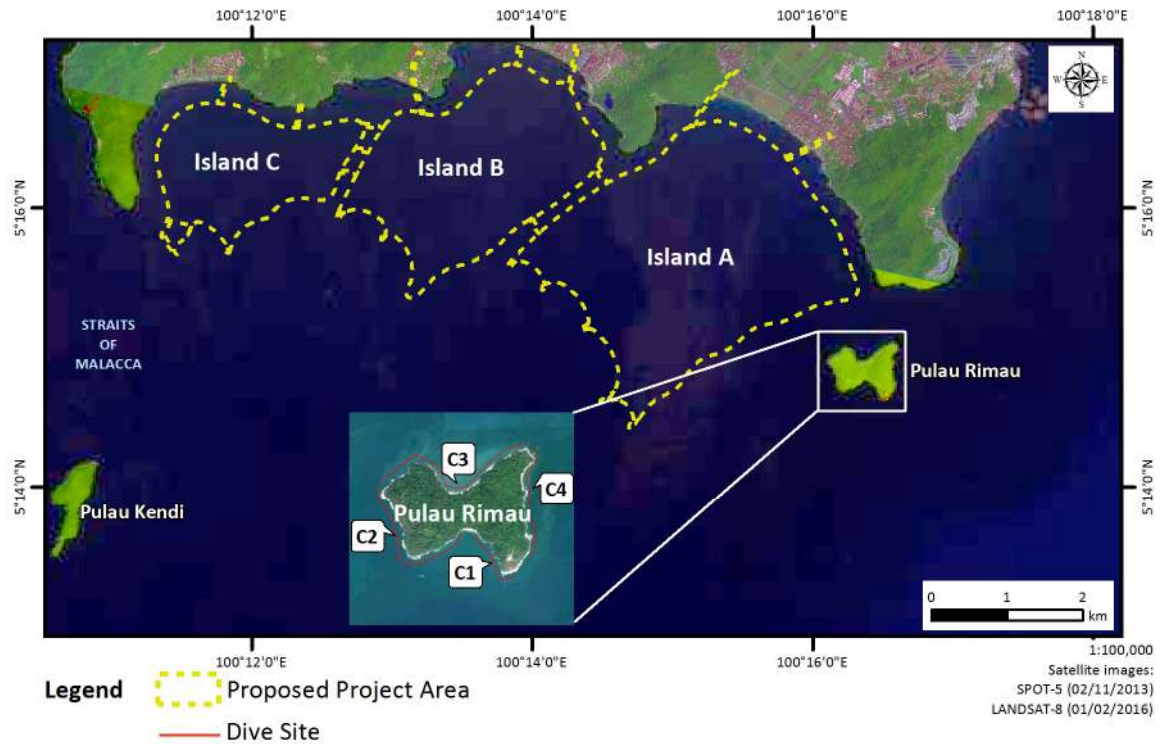 100°12'0"E
100°14'0"E
100°16'0"E
100°18'0"E
N
W E
S
Island C
Island B
Island A
5°16'0"N
5°16'0"N
STRAITS
OF
MALACCA
Pulau Rimau
C3
C4
Pulau Rimau
C2
C1
5°14'0"N
5°14'0"N
Pulau Kendi
0 1 2
km
100°12'0"E
100°14'0"E
100°16'0"E
100°18'0"E
1:100,000
Satellite images:
SPOT-5 (02/11/2013)
LANDSAT-8 (01/02/2016)
Legend
Proposed Project Area
Dive Site